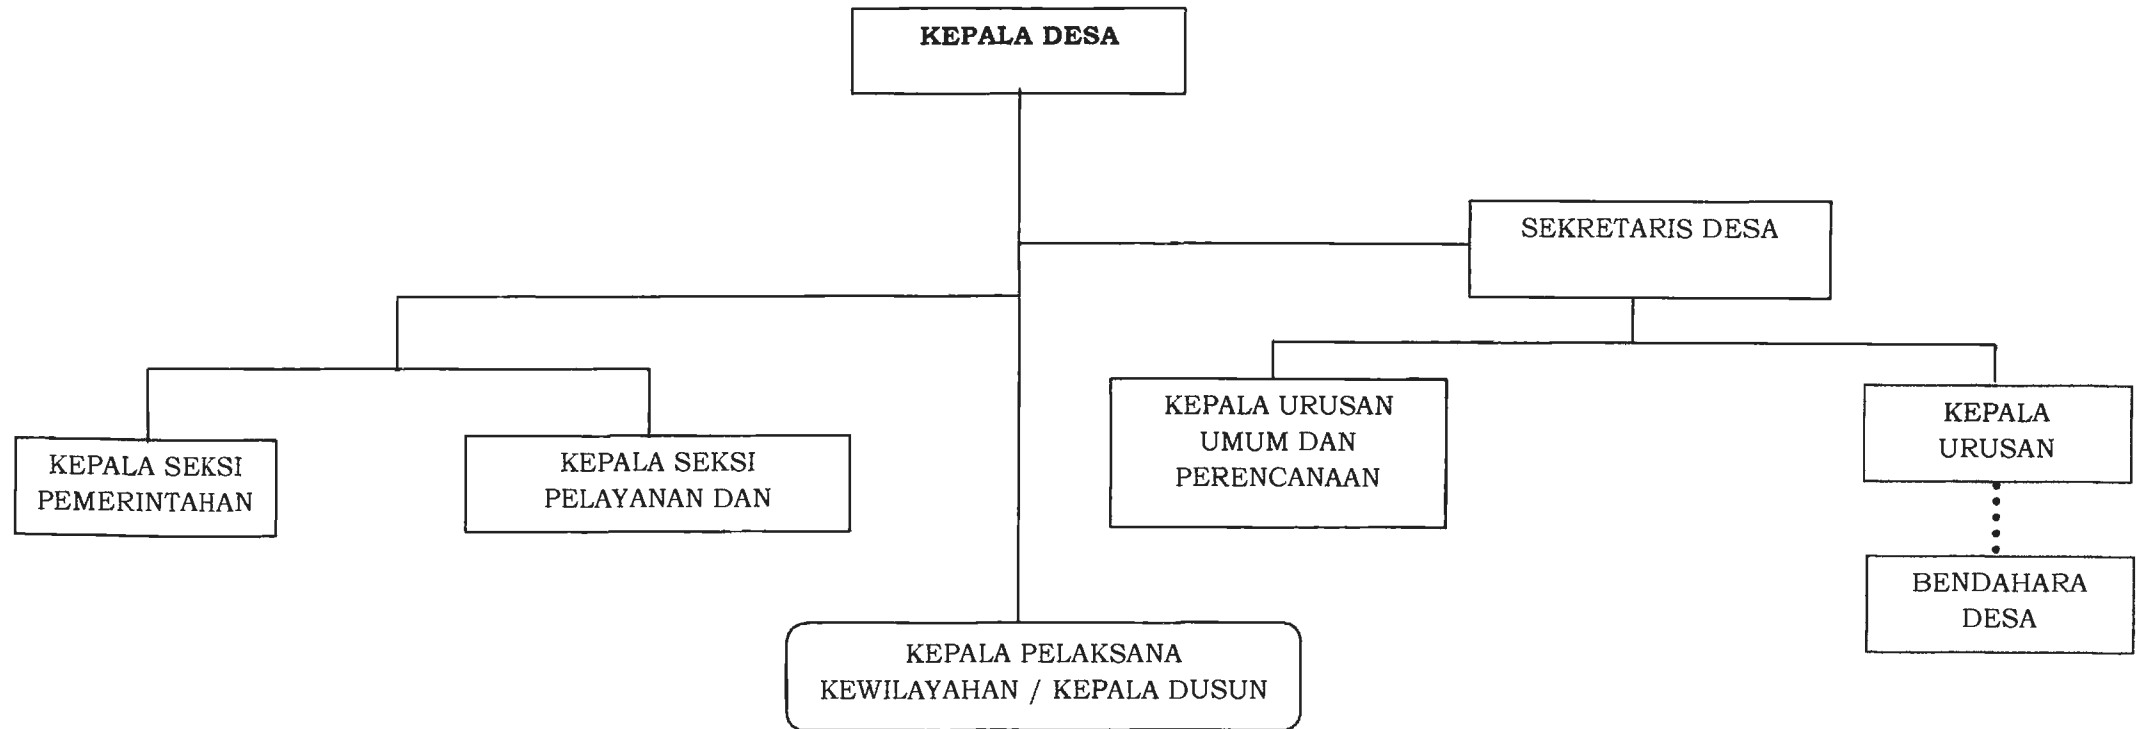 KEPALA DESA
SEKRETARIS DESA
KEPALA SEKSI
PEMERINTAHAN
KEPALA SEKSI
PELAYANAN DAN
KEPALA URUSAN
UMUM DAN
PERENCANAAN
KEPALA
URUSAN
BENDAHARA
DESA
KEPALA PELAKSANA
KEWILAYAHAN / KEPALA DUSUN